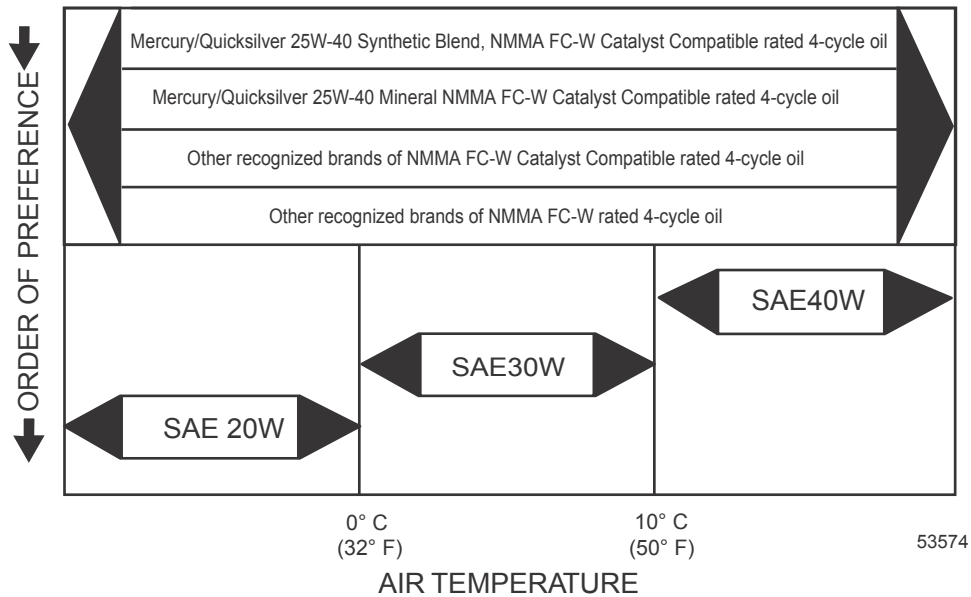 ORDER OF PREFERENCE
Mercury/Quicksilver 25W-40 Synthetic Blend, NMMA FC-W Catalyst Compatible rated 4-cycle oil
Mercury/Quicksilver 25W-40 Mineral NMMA FC-W Catalyst Compatible rated 4-cycle oil
Other recognized brands of NMMA FC-W Catalyst Compatible rated 4-cycle oil
Other recognized brands of NMMA FC-W rated 4-cycle oil
SAE40W
SAE30W
SAE 20W
0° C
(32° F)
10° C
(50° F)
53574
AIR TEMPERATURE